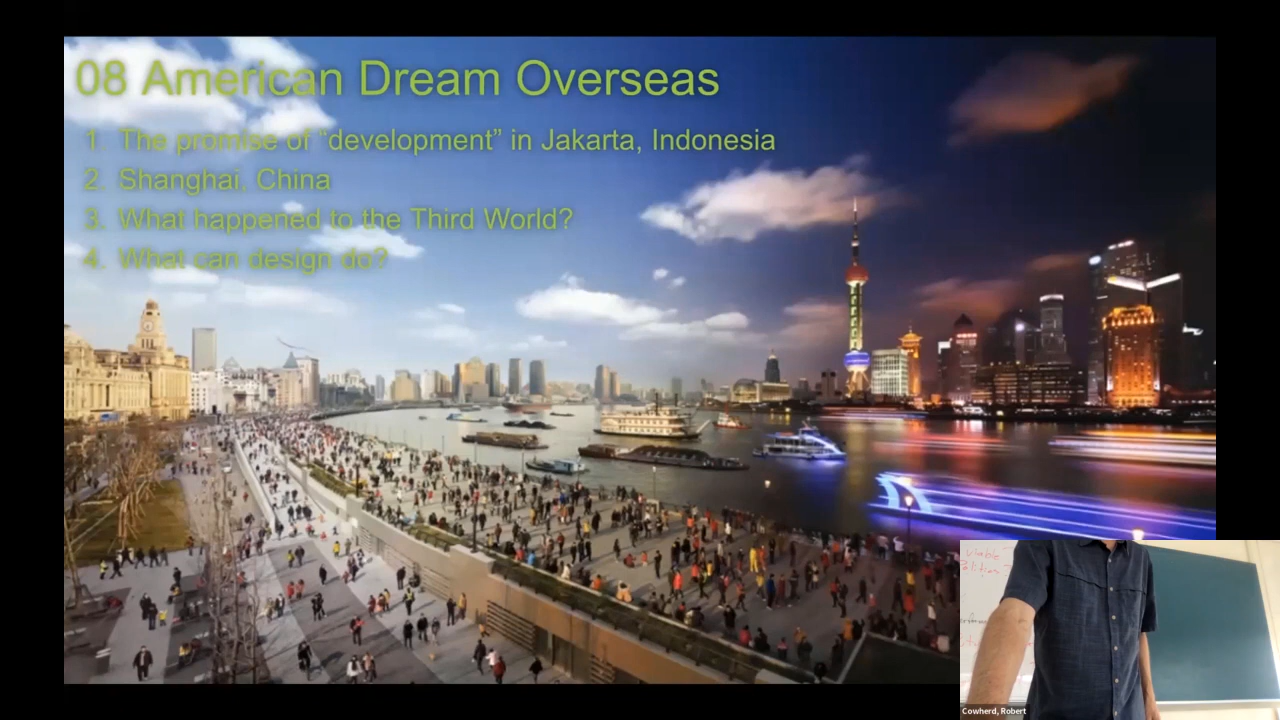 08 American Dream Overseas
1. The promise of “development” in Jakarta, Indonesia
2. Shanghai, China
3. What happened to the Third World?
4. What can design do?
Cowherd, Robert